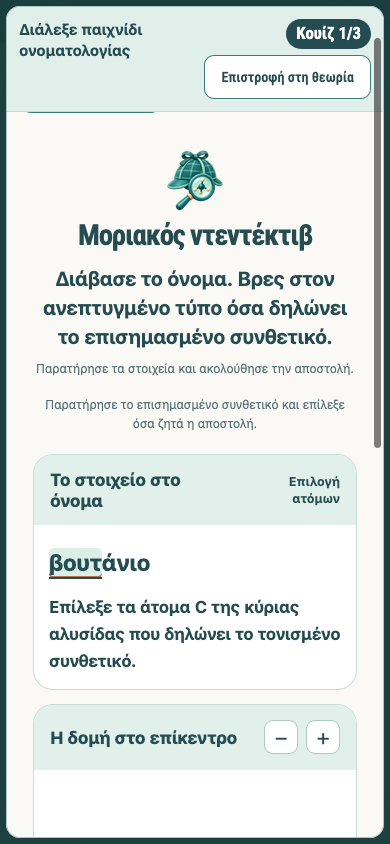 Διάλεξε παιχνίδι
ονοματολογίας
Κουίζ 1/3
Επιστροφή στη θεωρία
Μοριακός ντετέκτιβ
Διάβασε το όνομα. Βρες στον
ανεπτυγμένο τύπο όσα δηλώνει
το επισημασμένο συνθετικό.
Παρατήρησε τα στοιχεία και ακολούθησε την αποστολή.
Παρατήρησε το επισημασμένο συνθετικό και επίλεξε
όσα ζητά η αποστολή.
Το στοιχείο στο
όνομα
Επιλογή
ατόμων
βουτάνιο
Επίλεξε τα άτομα C της κύριας
αλυσίδας που δηλώνει το τονισμένο
συνθετικό.
Η δομή στο επίκεντρο
− +